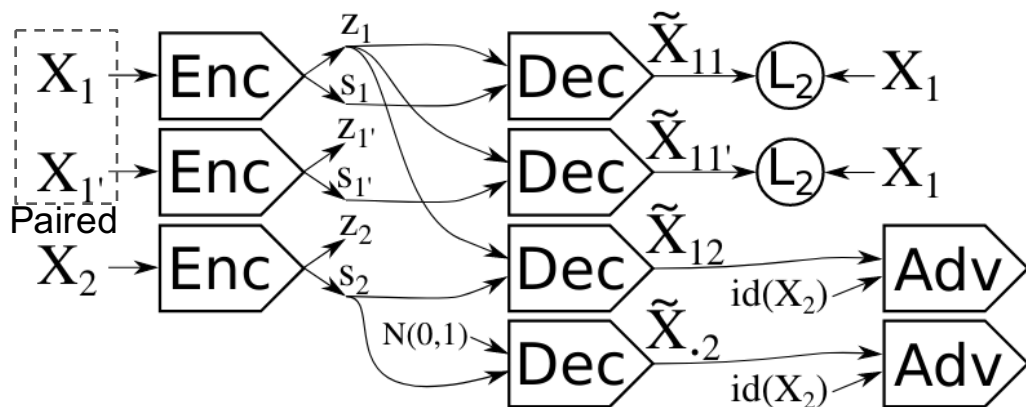 X₁ Enc z₁ s₁ Dec X̃₁₁ L₂ X₁
X₁' Enc z₁' s₁' Dec X̃₁₁' L₂ X₁
Paired
X₂ Enc z₂ s₂ Dec X̃₁₂ id(X₂) Adv
N(0,1) Dec X̃.₂ id(X₂) Adv